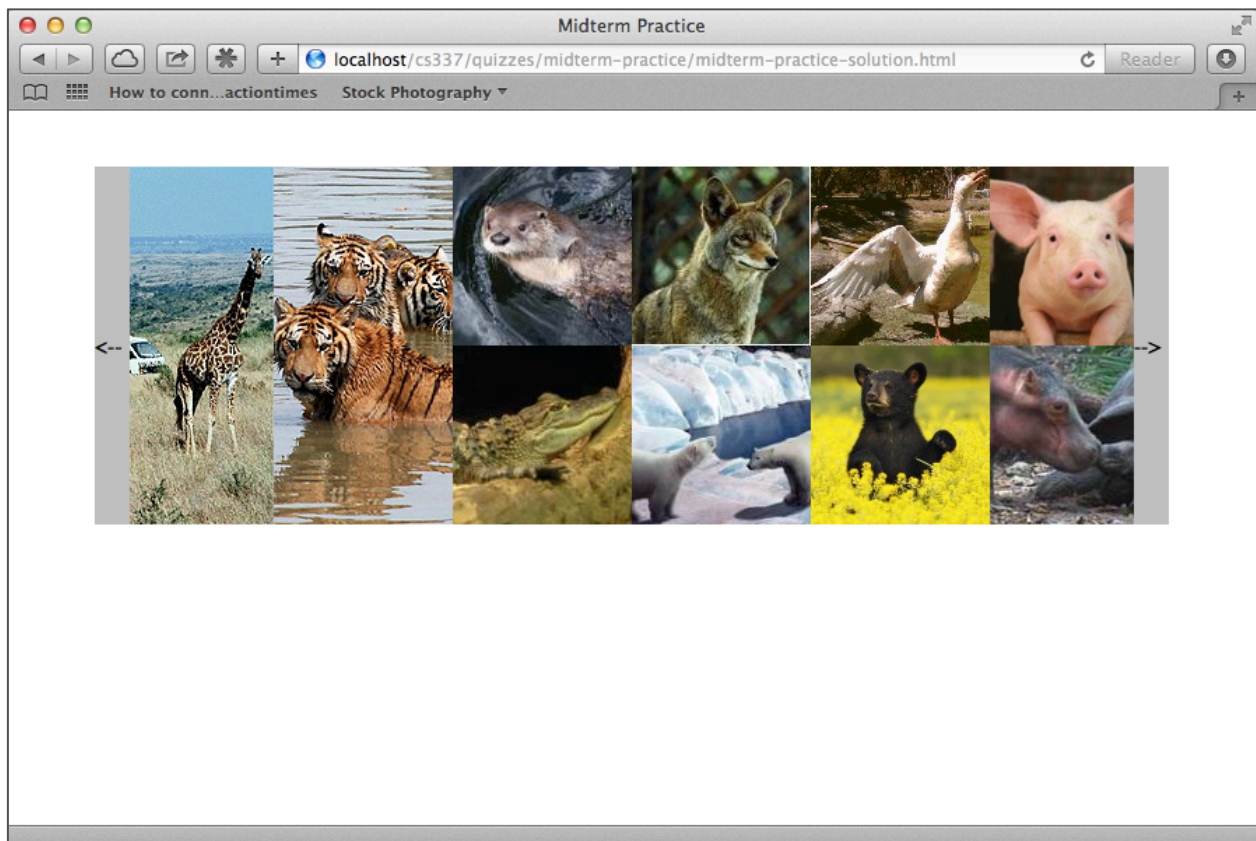 Midterm Practice
localhost/cs337/quizzes/midterm-practice/midterm-practice-solution.html
Reader
How to conn...actiontimes Stock Photography
<--
-->